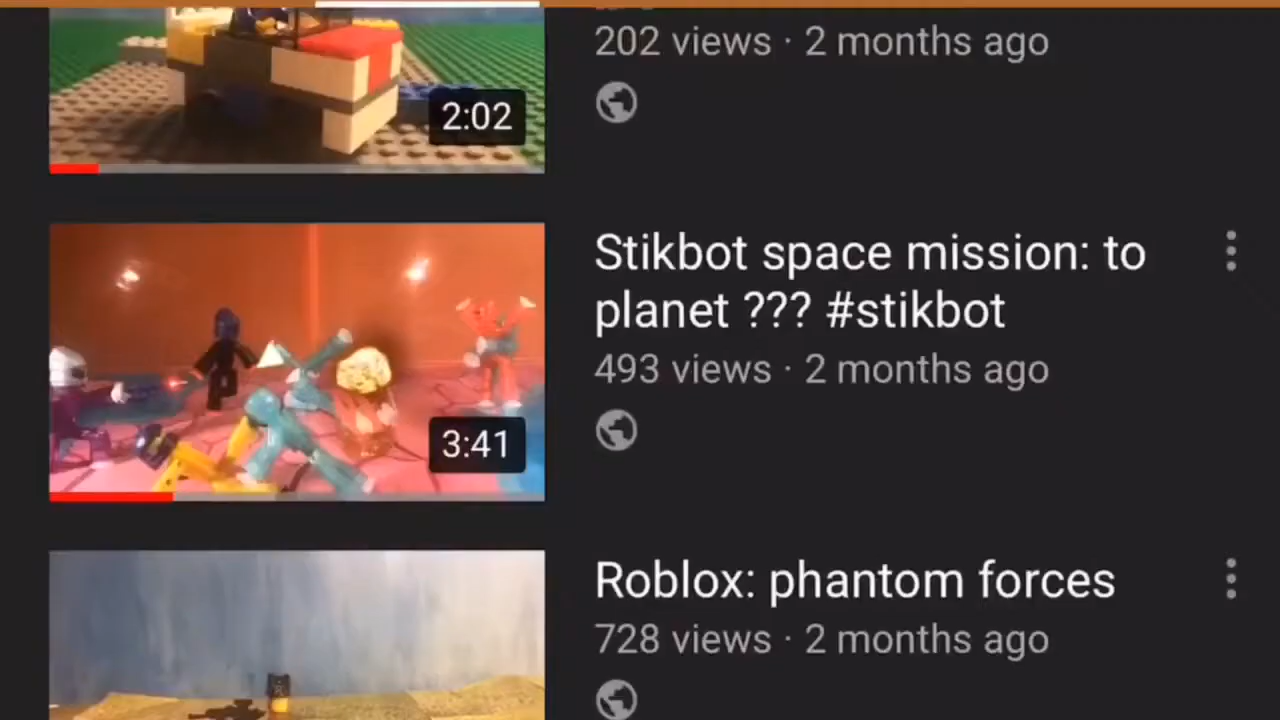 202 views · 2 months ago
2:02
Stikbot space mission: to
planet ??? #stikbot
493 views · 2 months ago
3:41
Roblox: phantom forces
728 views · 2 months ago